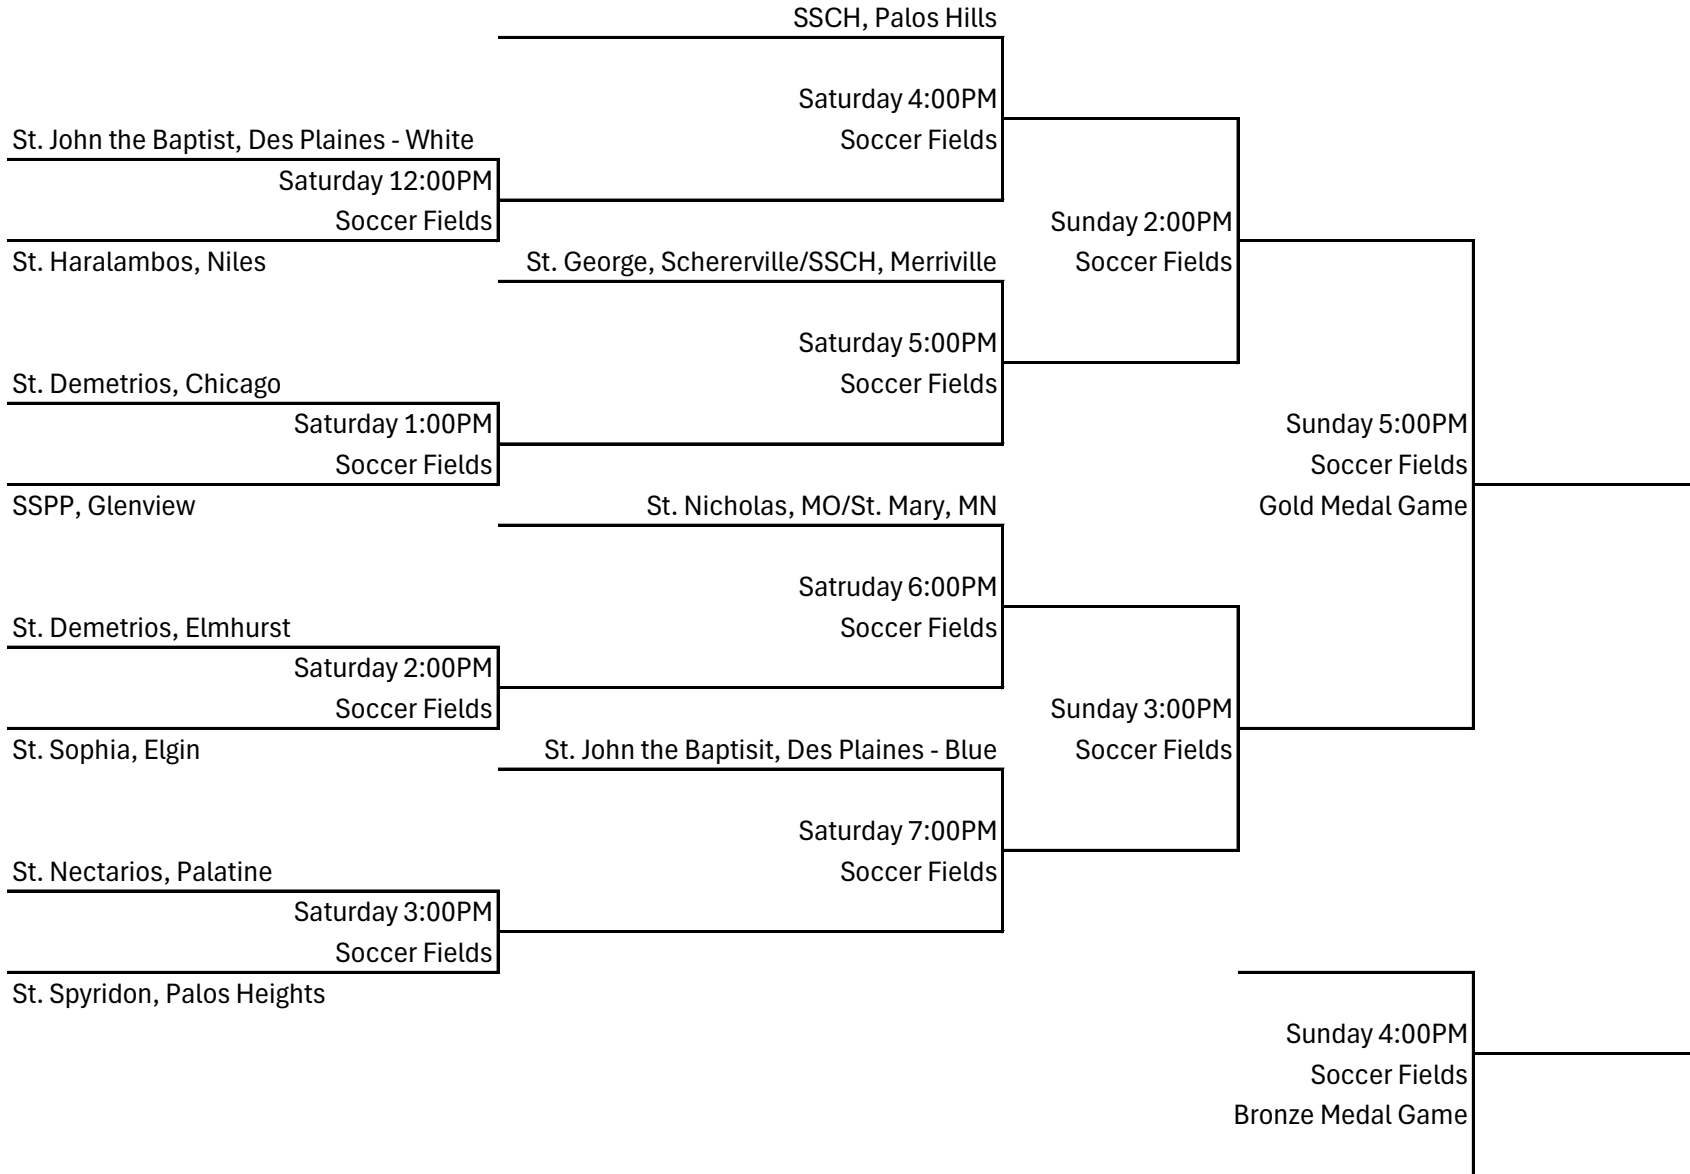 SSCH, Palos Hills
Saturday 4:00PM
Soccer Fields
St. John the Baptist, Des Plaines - White
Saturday 12:00PM
Soccer Fields
St. Haralambos, Niles
Sunday 2:00PM
Soccer Fields
St. George, Schererville/SSCH, Merriville
Saturday 5:00PM
Soccer Fields
St. Demetrios, Chicago
Saturday 1:00PM
Soccer Fields
SSPP, Glenview
Sunday 5:00PM
Soccer Fields
Gold Medal Game
St. Nicholas, MO/St. Mary, MN
Satruday 6:00PM
Soccer Fields
St. Demetrios, Elmhurst
Saturday 2:00PM
Soccer Fields
St. Sophia, Elgin
Sunday 3:00PM
Soccer Fields
St. John the Baptisit, Des Plaines - Blue
Saturday 7:00PM
Soccer Fields
St. Nectarios, Palatine
Saturday 3:00PM
Soccer Fields
St. Spyridon, Palos Heights
Sunday 4:00PM
Soccer Fields
Bronze Medal Game